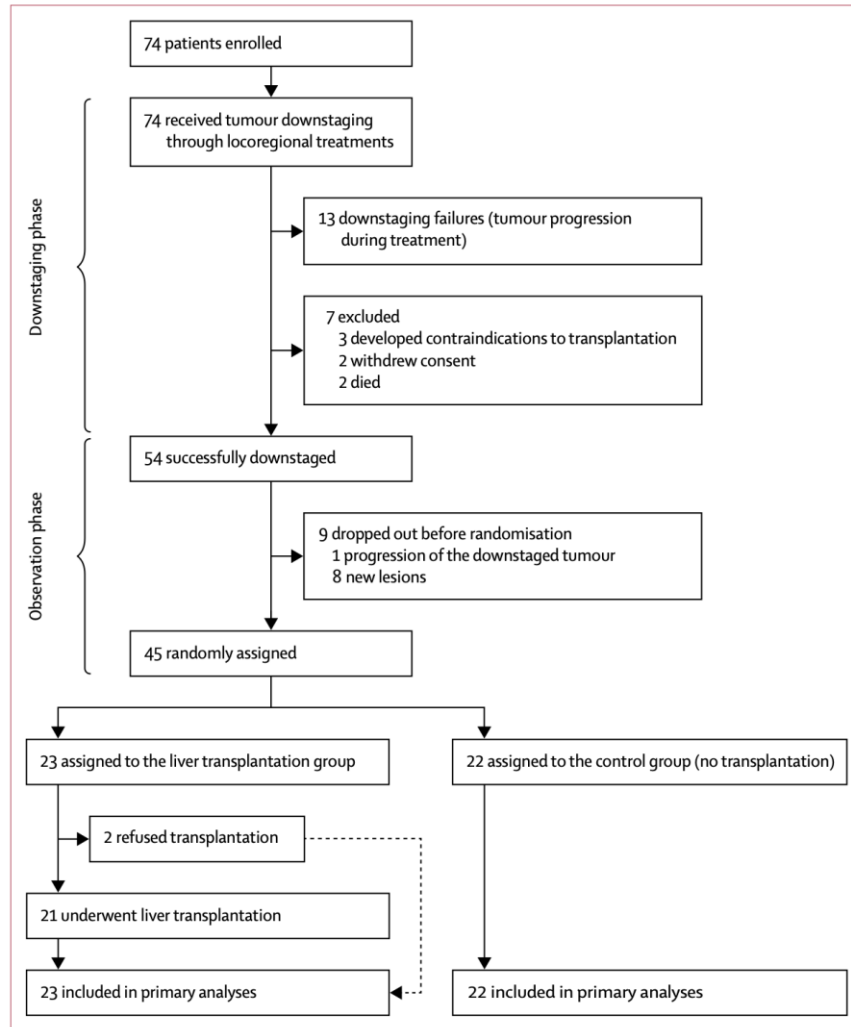 74 patients enrolled
74 received tumour downstaging
through locoregional treatments
Downstaging phase
13 downstaging failures (tumour progression
during treatment)
7 excluded
3 developed contraindications to transplantation
2 withdrew consent
2 died
54 successfully downstaged
Observation phase
9 dropped out before randomisation
1 progression of the downstaged tumour
8 new lesions
45 randomly assigned
23 assigned to the liver transplantation group
22 assigned to the control group (no transplantation)
2 refused transplantation
21 underwent liver transplantation
23 included in primary analyses
22 included in primary analyses